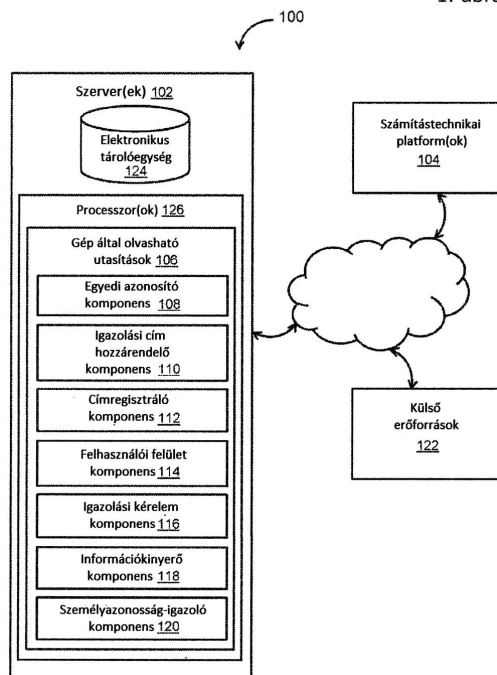 1. ábra
100
Szerver(ek) 102
Elektronikus
tárolóegység
124
Processzor(ok) 126
Gép által olvasható
utasítások 106
Egyedi azonosító
komponens 108
Igazolási cím
hozzárendelő
komponens 110
Címregisztráló
komponens 112
Felhasználói felület
komponens 114
Igazolási kérelem
komponens 116
Információkinyerő
komponens 118
Személyazonosság-igazoló
komponens 120
Számítástechnikai
platform(ok)
104
Külső
erőforrások
122